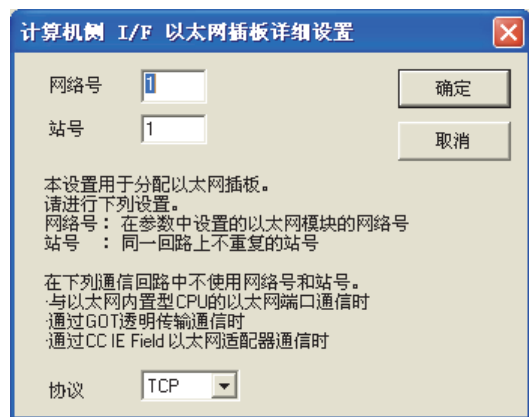 计算机侧 I/F 以太网插板详细设置
网络号 1 确定
站号 1 取消
本设置用于分配以太网插板。
请进行下列设置。
网络号：在参数中设置的以太网模块的网络号
站号 ：同一回路上不重复的站号
在下列通信回路中不使用网络号和站号。
·与以太网内置型CPU的以太网端口通信时
·通过GOT透明传输通信时
·通过CC IE Field 以太网适配器通信时
协议 TCP